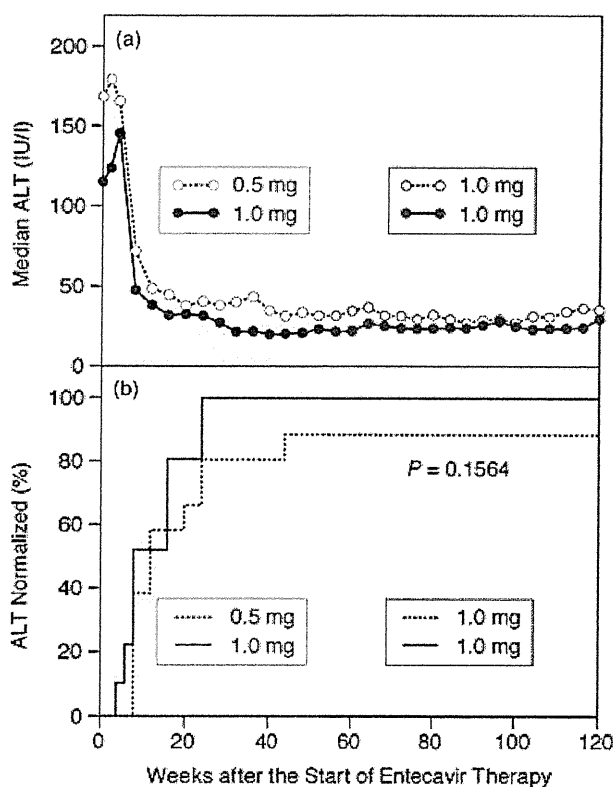 (a)
200
150
100
50
0
Median ALT (IU/l)
0.5 mg
1.0 mg
1.0 mg
1.0 mg
(b)
100
80
60
40
20
0
ALT Normalized (%)
P = 0.1564
0.5 mg
1.0 mg
1.0 mg
1.0 mg
0 20 40 60 80 100 120
Weeks after the Start of Entecavir Therapy